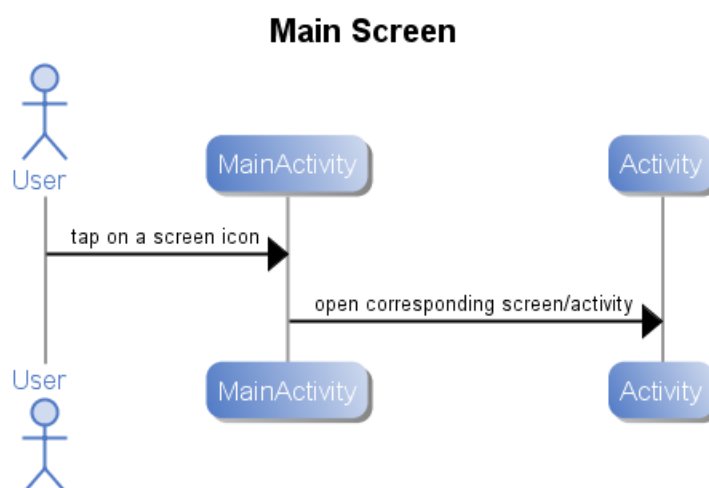 Main Screen
User
MainActivity
Activity
tap on a screen icon
open corresponding screen/activity
User
MainActivity
Activity